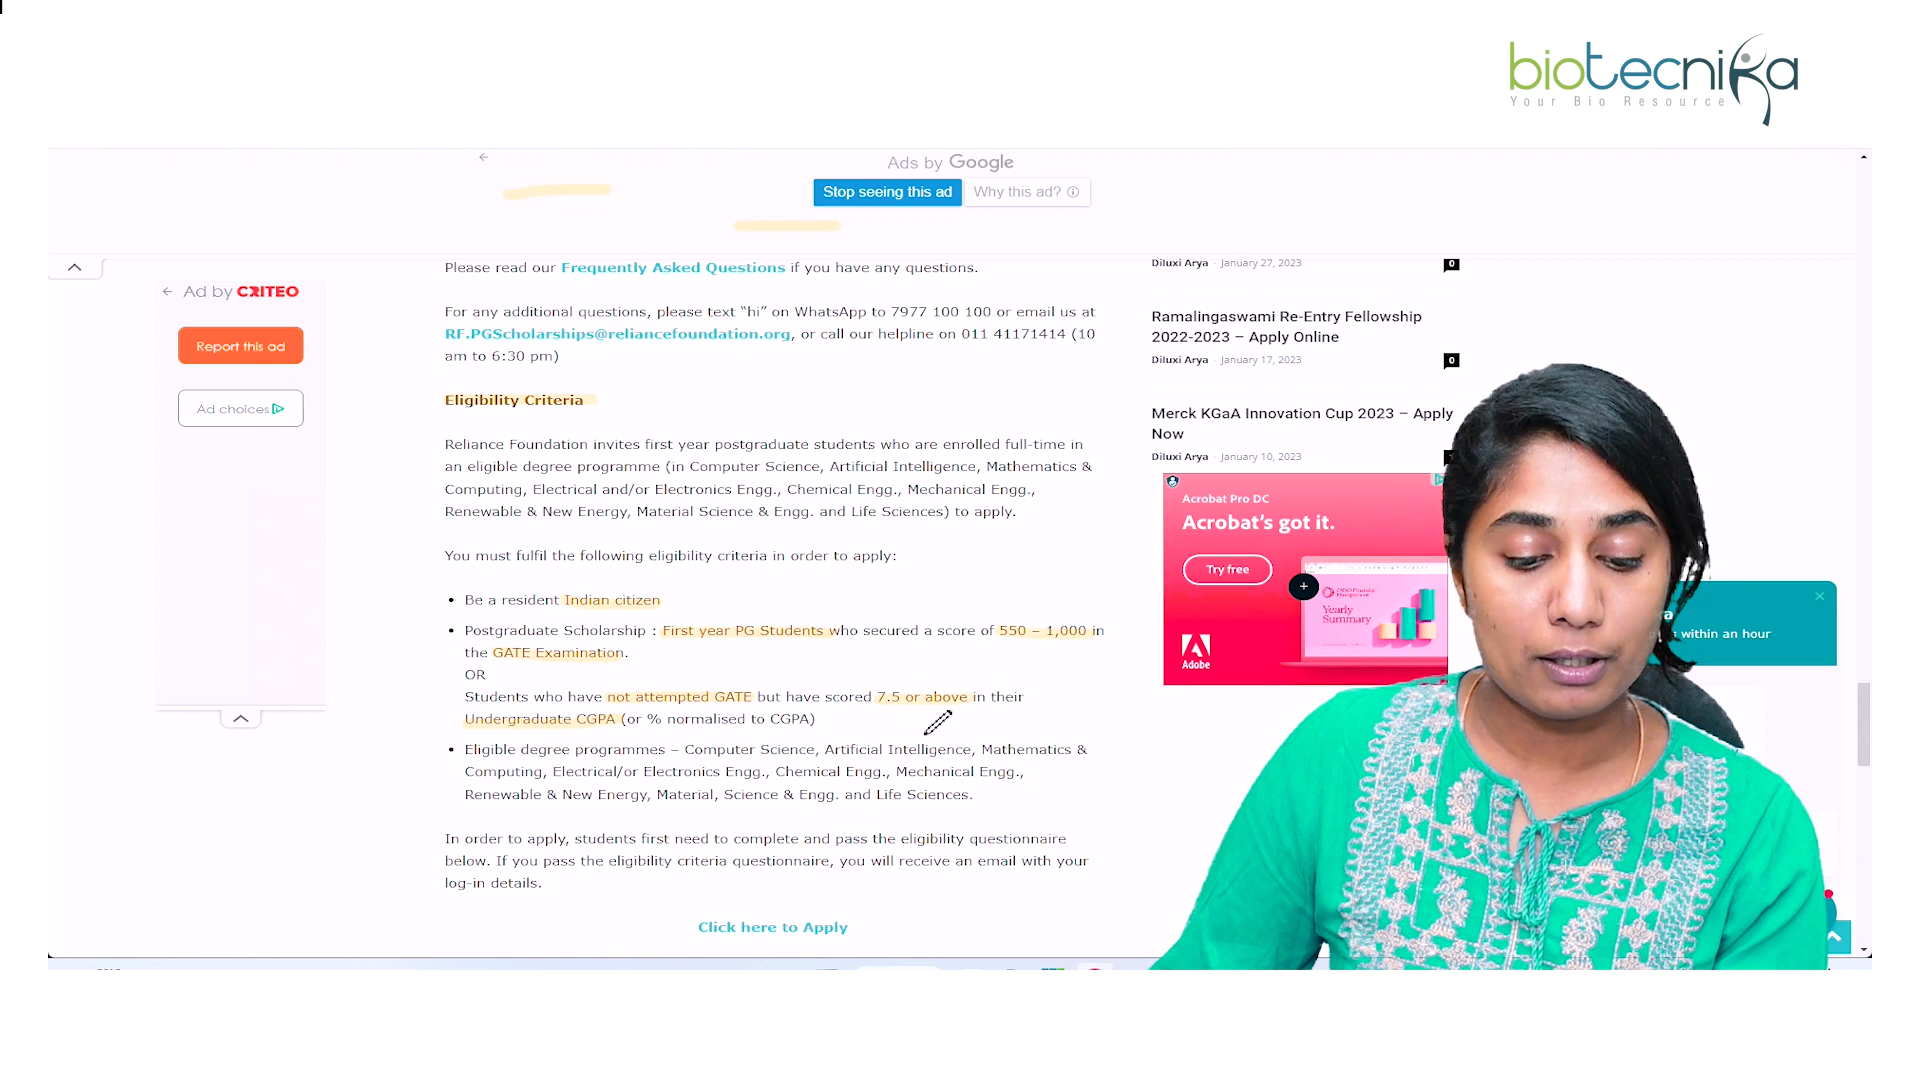 biotecnika
Your Bio Resource
Ads by Google
Stop seeing this ad
Why this ad?
Ad by CRITEO
Report this ad
Ad choices
Please read our Frequently Asked Questions if you have any questions.
For any additional questions, please text “hi” on WhatsApp to 7977 100 100 or email us at
RF.PGScholarships@reliancefoundation.org, or call our helpline on 011 41171414 (10
am to 6:30 pm)
Eligibility Criteria
Reliance Foundation invites first year postgraduate students who are enrolled full-time in
an eligible degree programme (in Computer Science, Artificial Intelligence, Mathematics &
Computing, Electrical and/or Electronics Engg., Chemical Engg., Mechanical Engg.,
Renewable & New Energy, Material Science & Engg. and Life Sciences) to apply.
You must fulfil the following eligibility criteria in order to apply:
• Be a resident Indian citizen
• Postgraduate Scholarship : First year PG Students who secured a score of 550 – 1,000 in
the GATE Examination.
OR
Students who have not attempted GATE but have scored 7.5 or above in their
Undergraduate CGPA (or % normalised to CGPA)
• Eligible degree programmes – Computer Science, Artificial Intelligence, Mathematics &
Computing, Electrical/or Electronics Engg., Chemical Engg., Mechanical Engg.,
Renewable & New Energy, Material, Science & Engg. and Life Sciences.
In order to apply, students first need to complete and pass the eligibility questionnaire
below. If you pass the eligibility criteria questionnaire, you will receive an email with your
log-in details.
Click here to Apply
Diluxi Arya - January 27, 2023
0
Ramalingaswami Re-Entry Fellowship
2022-2023 – Apply Online
Diluxi Arya - January 17, 2023
0
Merck KGaA Innovation Cup 2023 – Apply
Now
Diluxi Arya - January 10, 2023
Acrobat Pro DC
Acrobat's got it.
Try free
Yearly
Summary
Adobe
within an hour